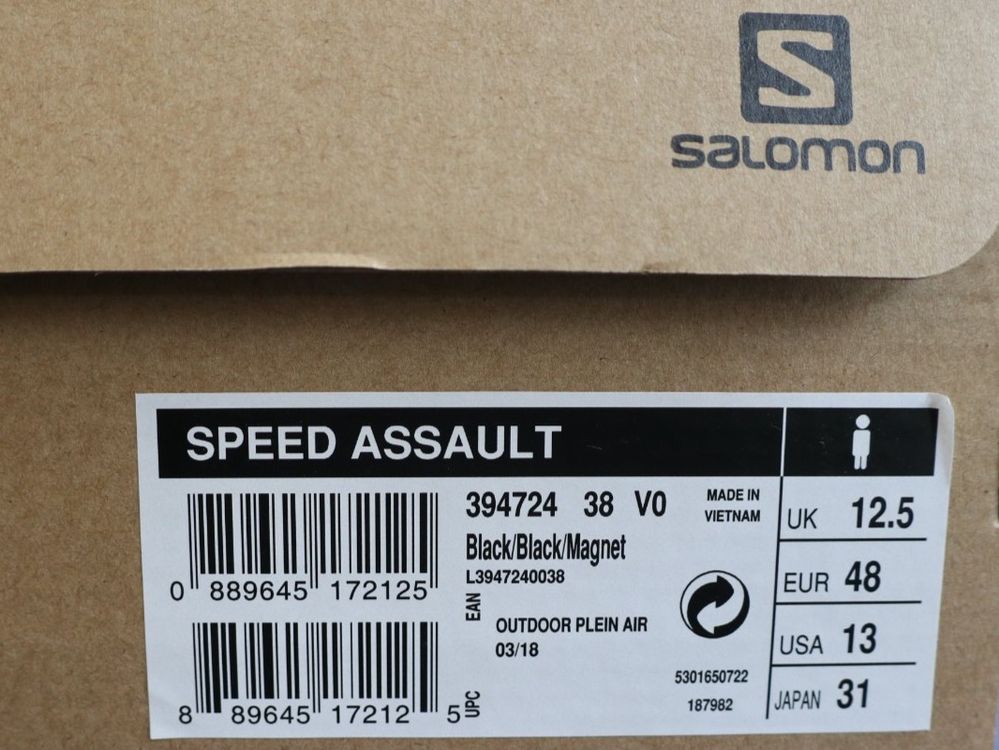 S
salomon
SPEED ASSAULT
394724 38 V0
MADE IN
VIETNAM
Black/Black/Magnet
L3947240038
0 889645 172125
EAN
OUTDOOR PLEIN AIR
03/18
8 89645 17212 5
UPC
5301650722
187982
UK 12.5
EUR 48
USA 13
JAPAN 31